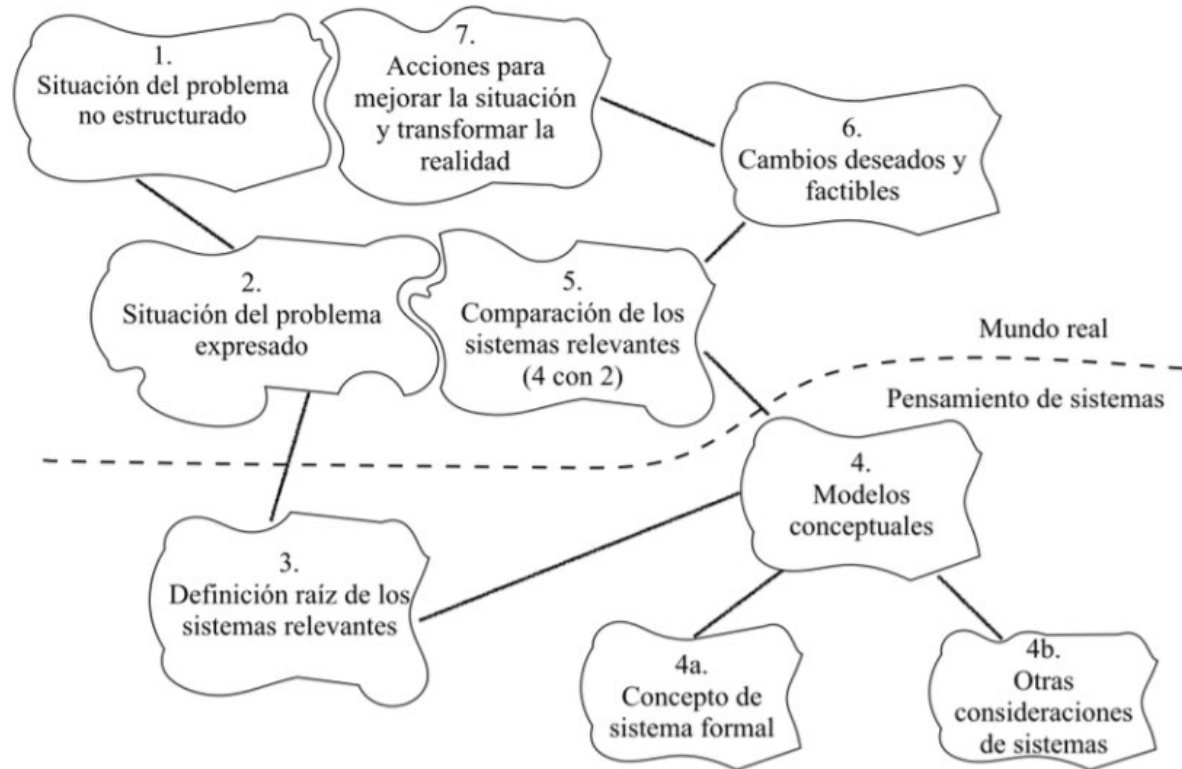 1.
Situación del problema
no estructurado
7.
Acciones para
mejorar la situación
y transformar la
realidad
6.
Cambios deseados y
factibles
2.
Situación del problema
expresado
5.
Comparación de los
sistemas relevantes
(4 con 2)
Mundo real
Pensamiento de sistemas
4.
Modelos
conceptuales
3.
Definición raíz de los
sistemas relevantes
4a.
Concepto de
sistema formal
4b.
Otras
consideraciones
de sistemas